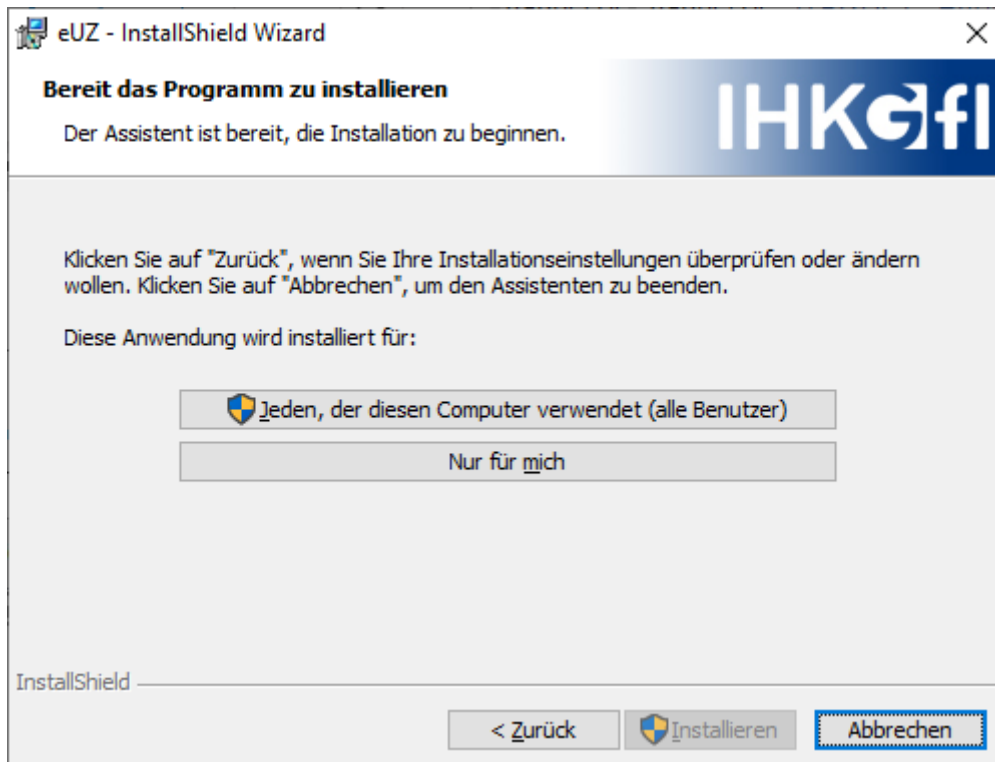 eUZ - InstallShield Wizard
Bereit das Programm zu installieren
Der Assistent ist bereit, die Installation zu beginnen.
IHKGfI
Klicken Sie auf "Zurück", wenn Sie Ihre Installationseinstellungen überprüfen oder ändern
wollen. Klicken Sie auf "Abbrechen", um den Assistenten zu beenden.
Diese Anwendung wird installiert für:
Jeden, der diesen Computer verwendet (alle Benutzer)
Nur für mich
InstallShield
< Zurück
Installieren
Abbrechen